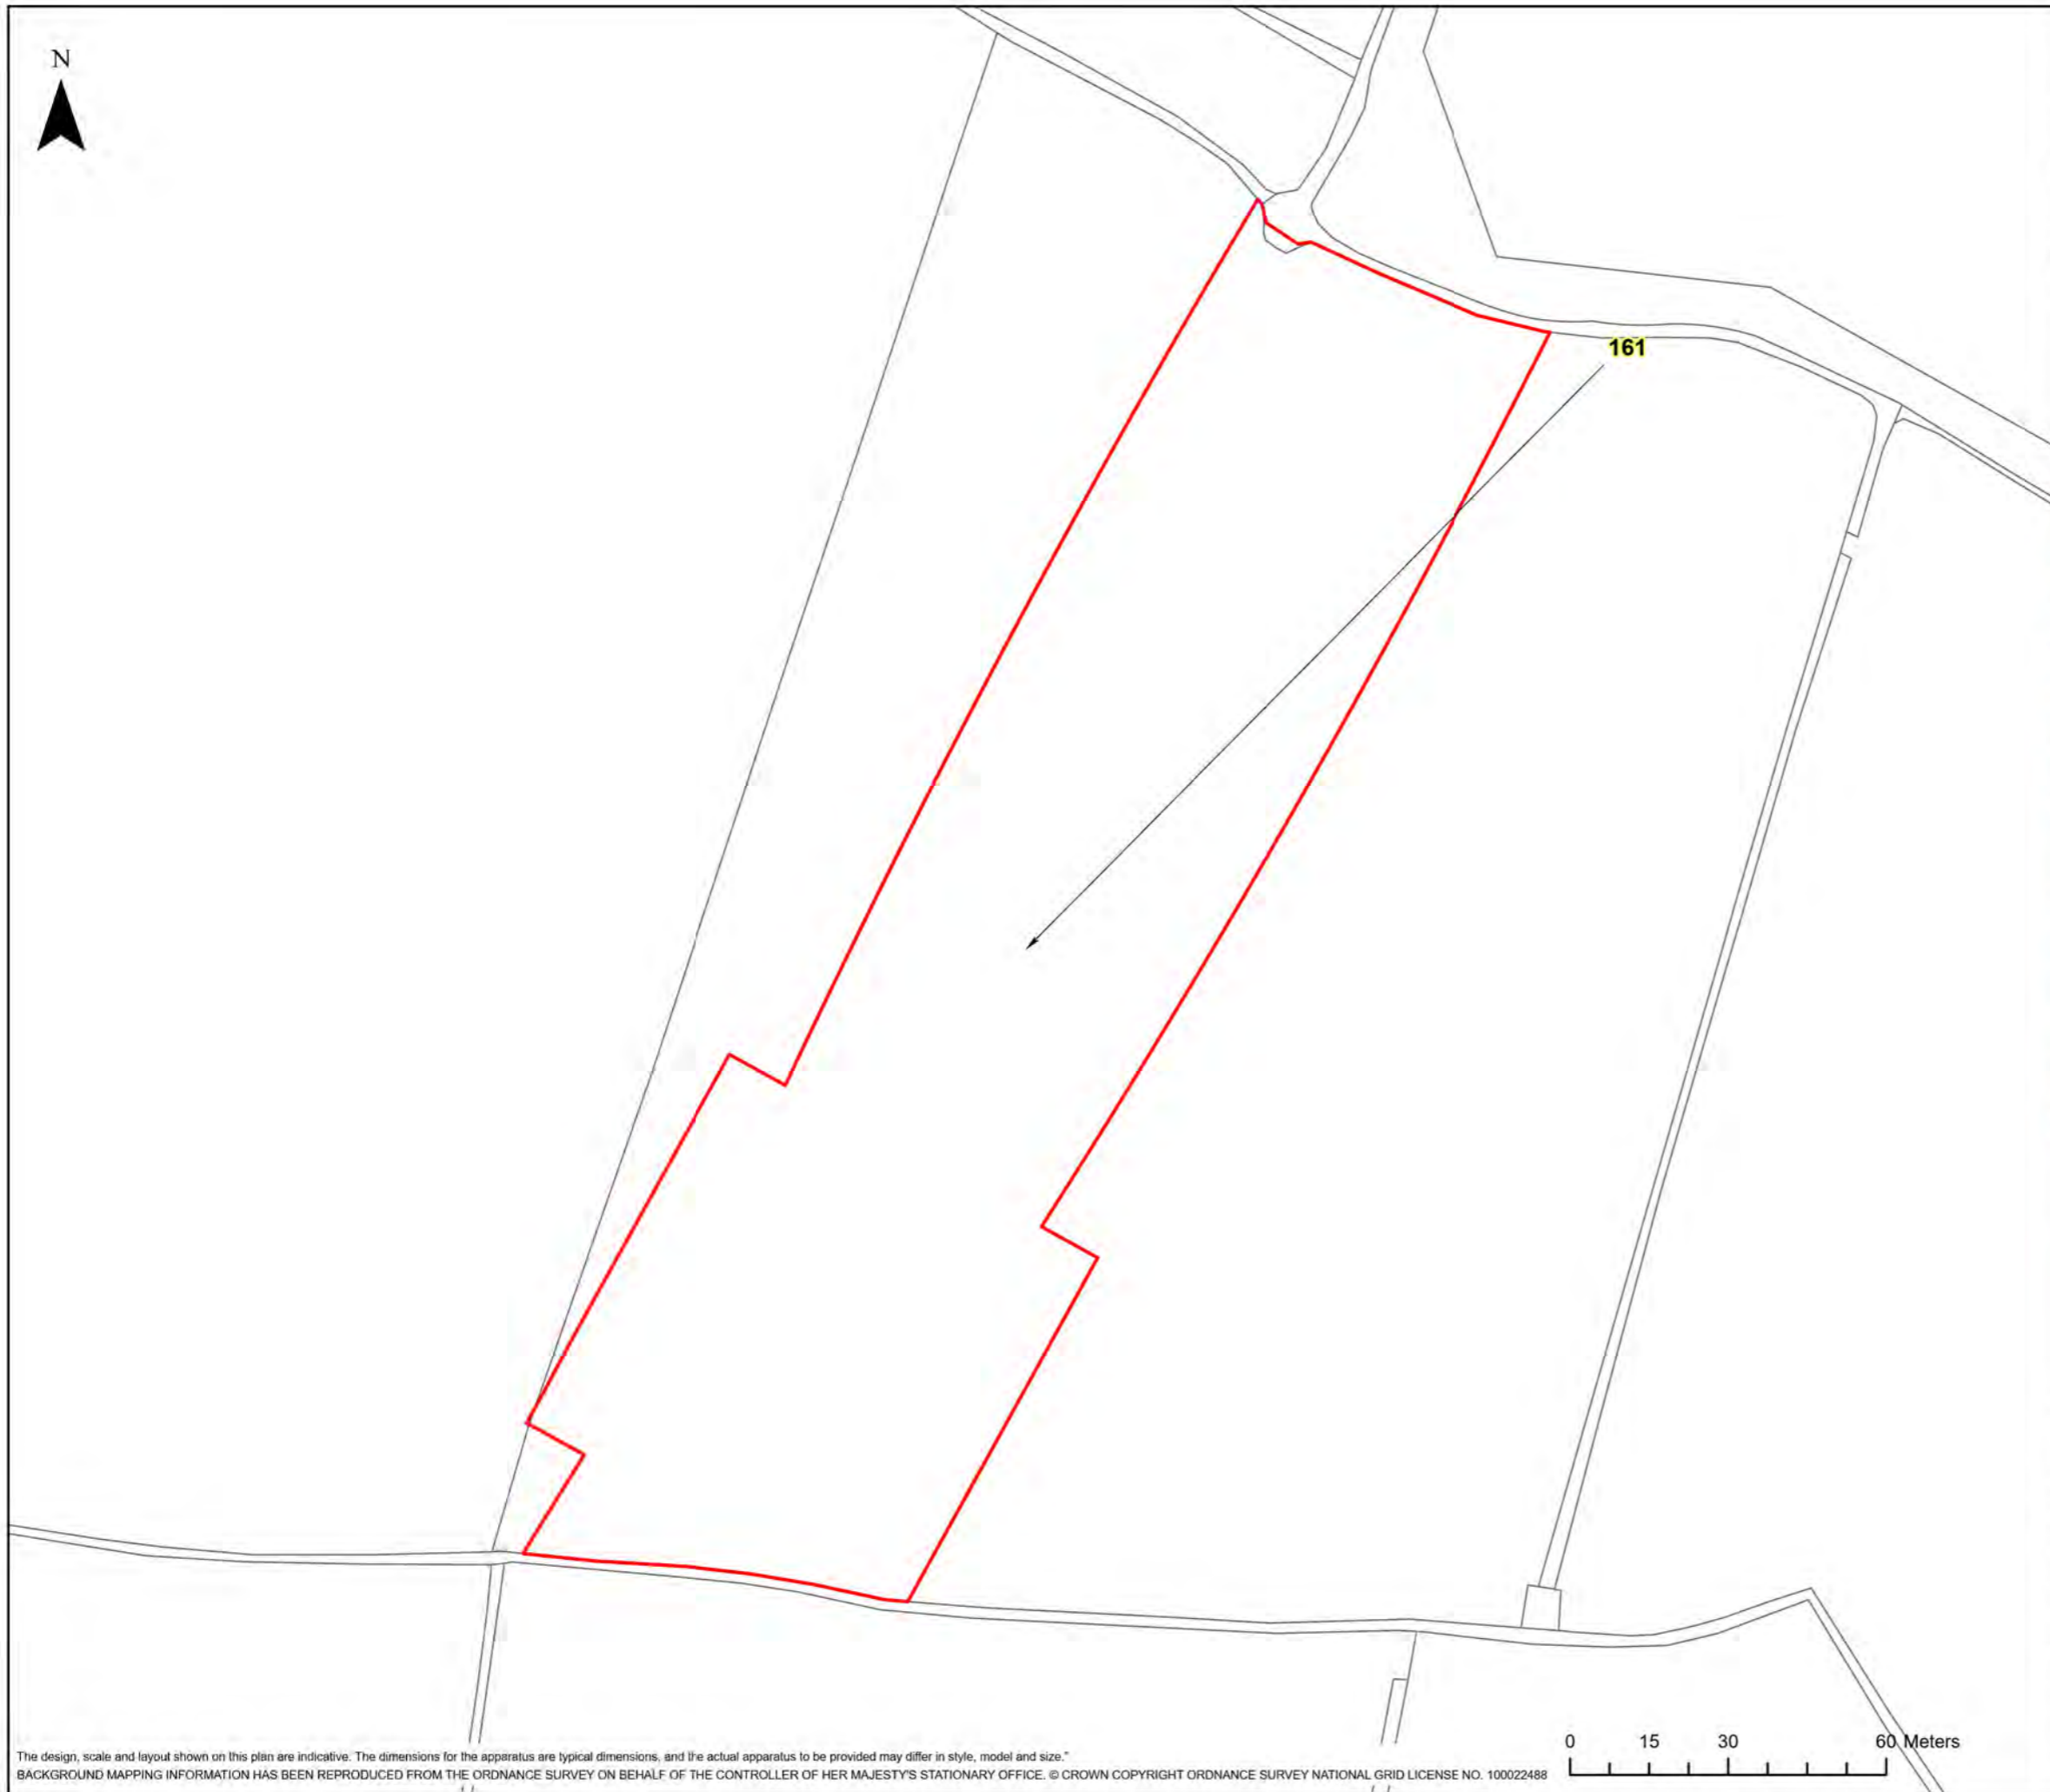 N
161
0 15 30 60 Meters
The design, scale and layout shown on this plan are indicative. The dimensions for the apparatus are typical dimensions, and the actual apparatus to be provided may differ in style, model and size."
BACKGROUND MAPPING INFORMATION HAS BEEN REPRODUCED FROM THE ORDNANCE SURVEY ON BEHALF OF THE CONTROLLER OF HER MAJESTY'S STATIONARY OFFICE. © CROWN COPYRIGHT ORDNANCE SURVEY NATIONAL GRID LICENSE NO. 100022488